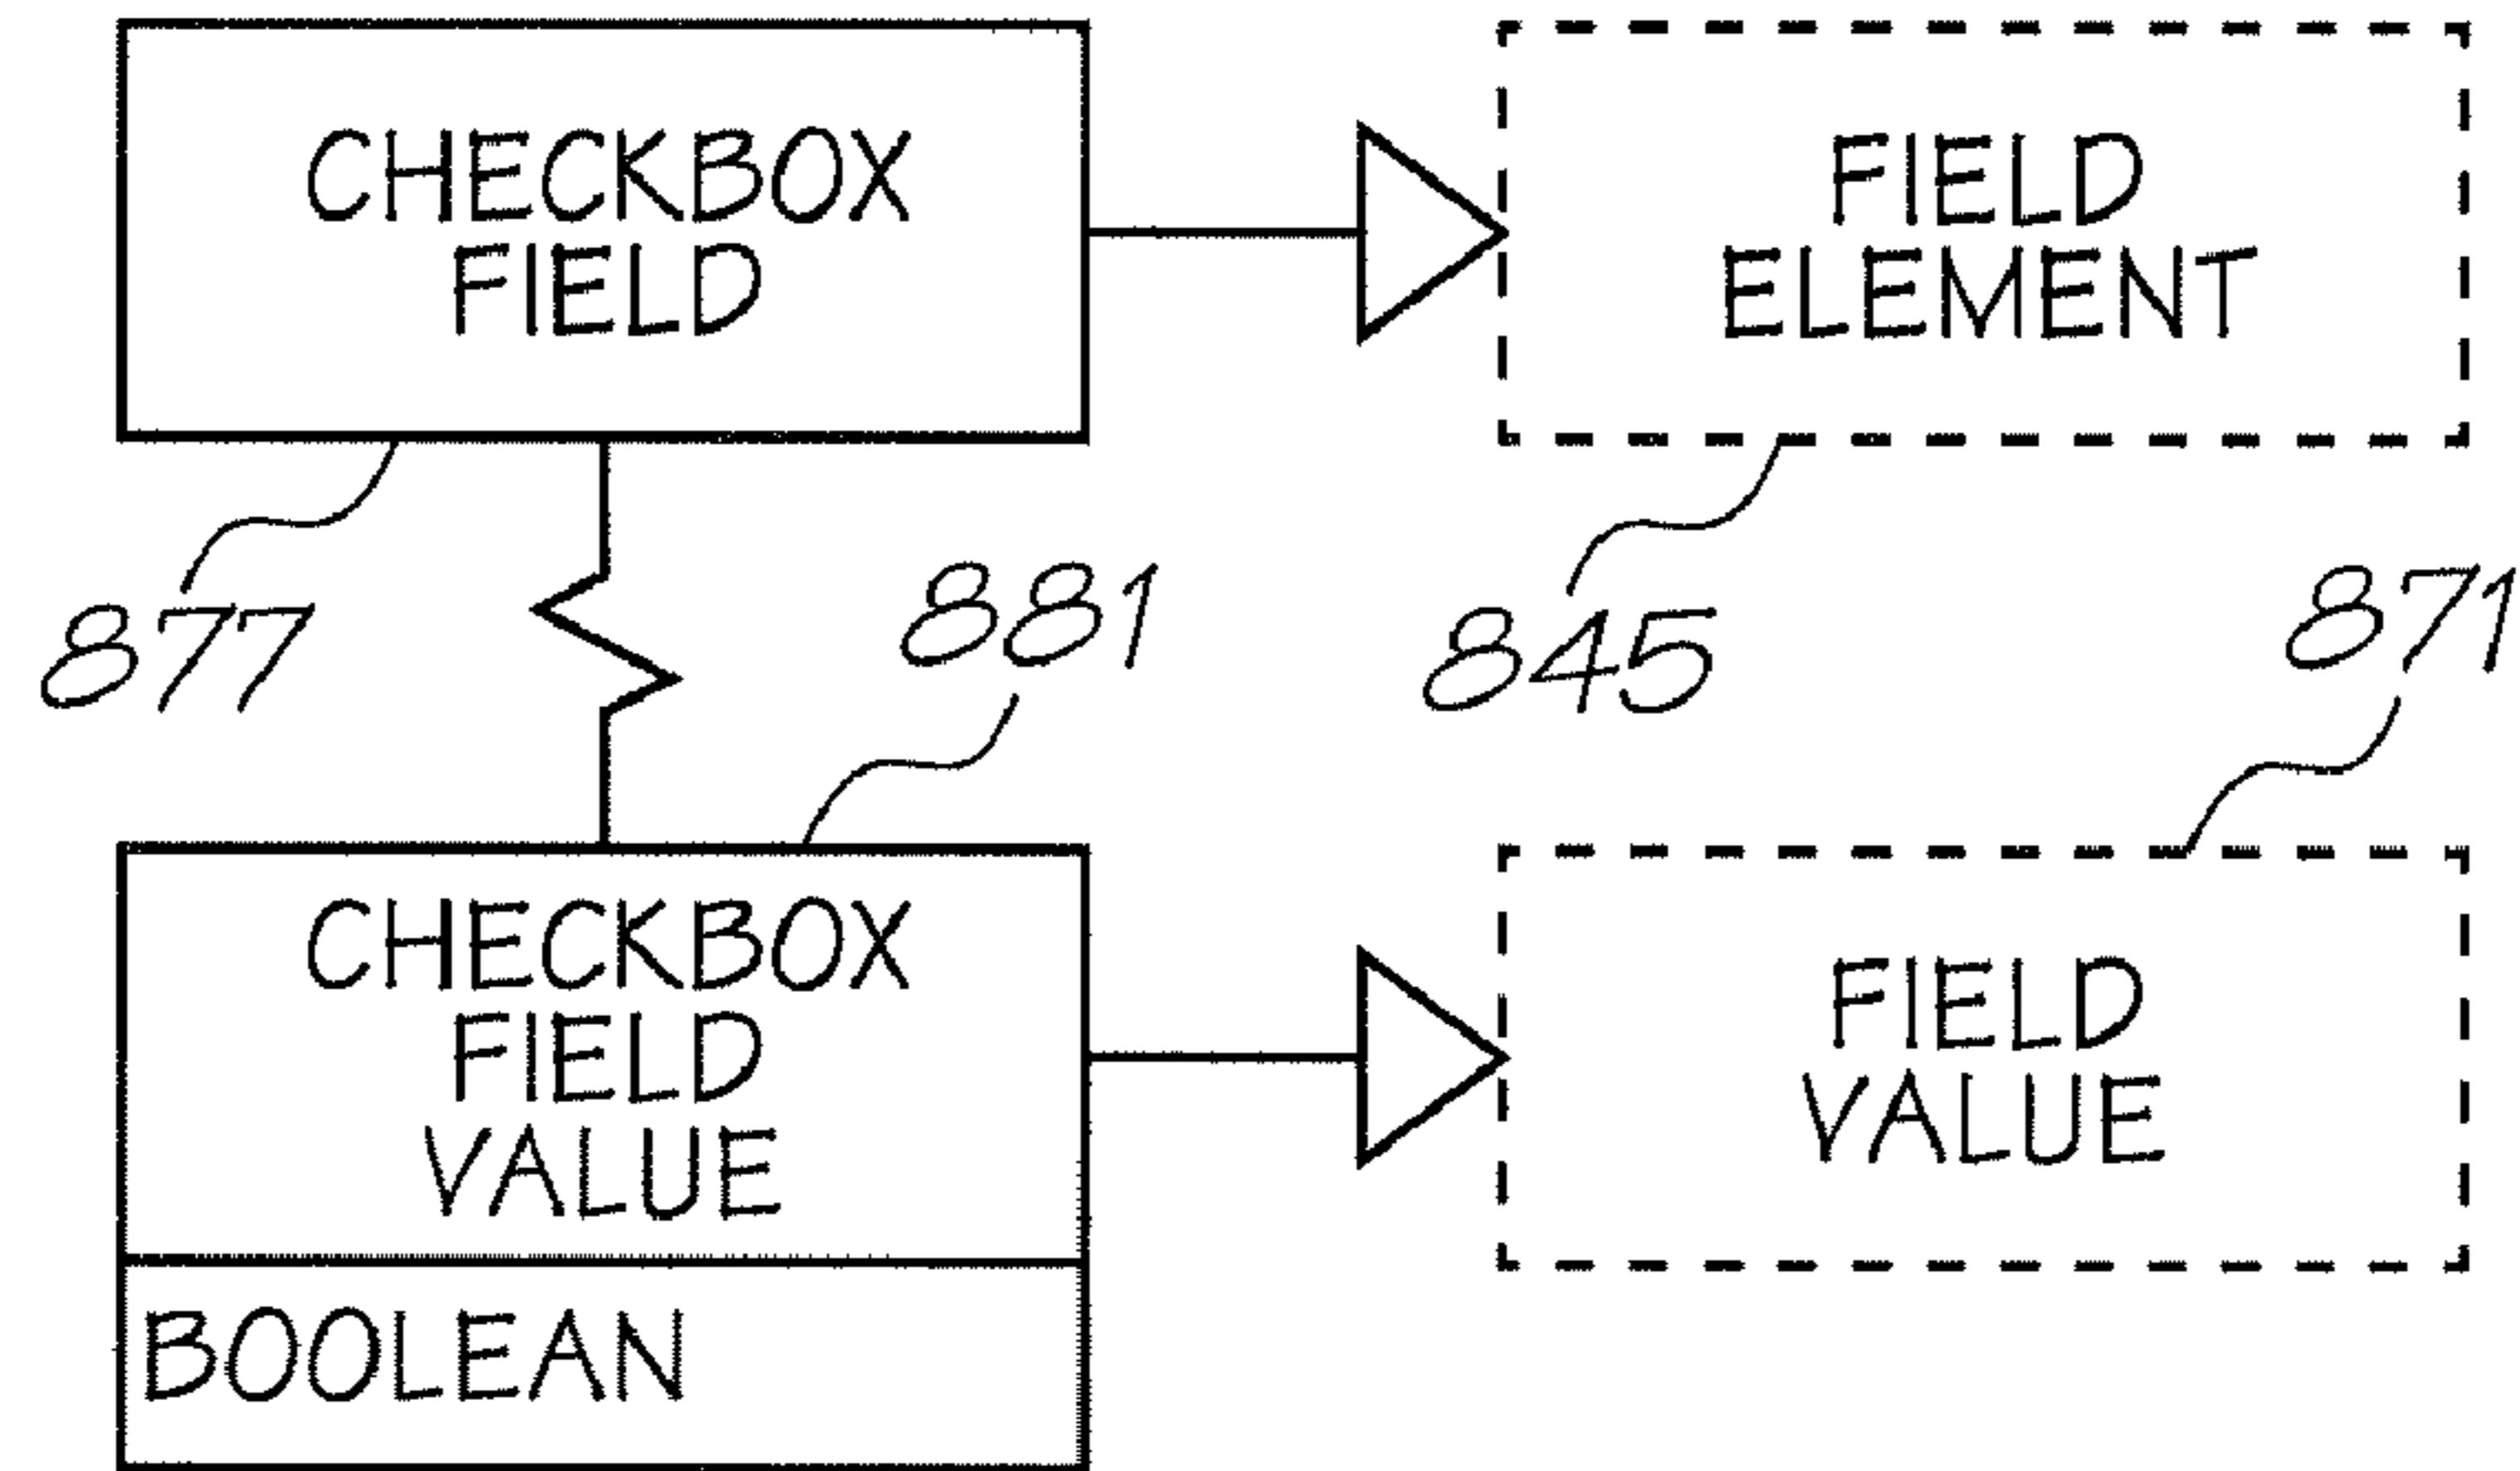 CHECKBOX
FIELD
FIELD
ELEMENT
877
881
845
871
CHECKBOX
FIELD
VALUE
FIELD
VALUE
BOOLEAN